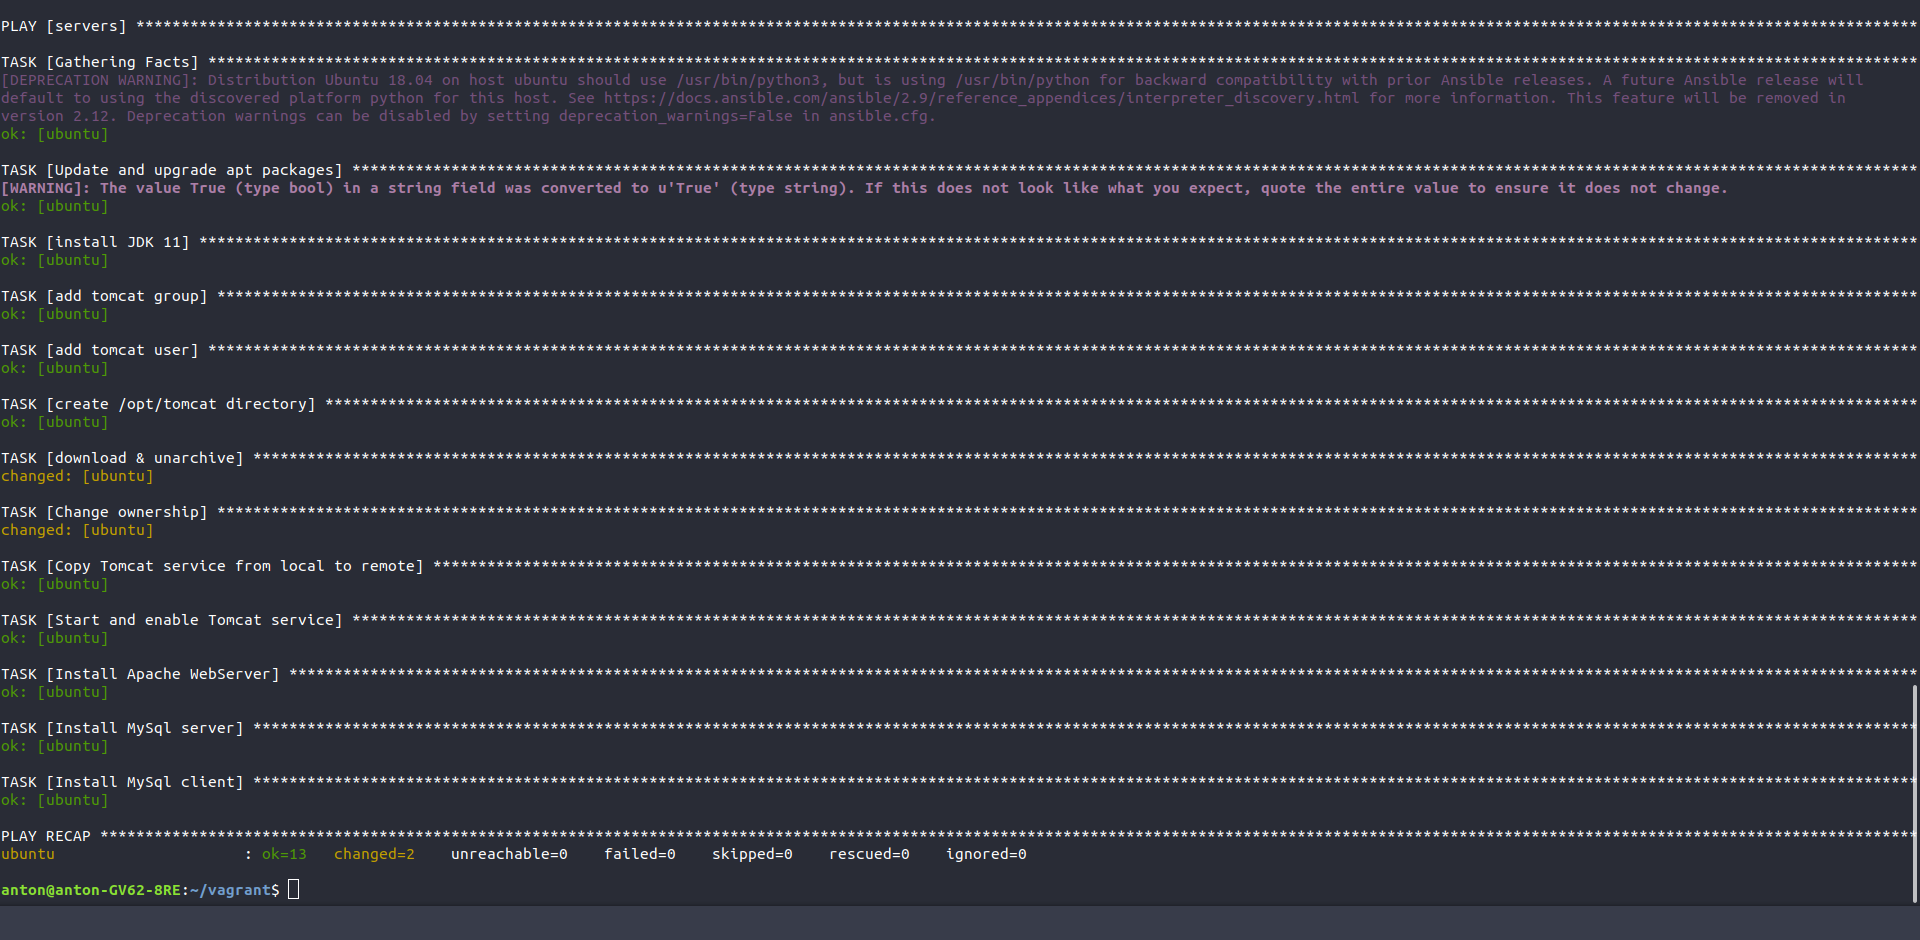 PLAY [servers] ******************************************************************************************************************************************************************************************************
TASK [Gathering Facts] **********************************************************************************************************************************************************************************************
[DEPRECATION WARNING]: Distribution Ubuntu 18.04 on host ubuntu should use /usr/bin/python3, but is using /usr/bin/python for backward compatibility with prior Ansible releases. A future Ansible release will
default to using the discovered platform python for this host. See https://docs.ansible.com/ansible/2.9/reference_appendices/interpreter_discovery.html for more information. This feature will be removed in
version 2.12. Deprecation warnings can be disabled by setting deprecation_warnings=False in ansible.cfg.
ok: [ubuntu]
TASK [Update and upgrade apt packages] ******************************************************************************************************************************************************************************
[WARNING]: The value True (type bool) in a string field was converted to u'True' (type string). If this does not look like what you expect, quote the entire value to ensure it does not change.
ok: [ubuntu]
TASK [install JDK 11] ***********************************************************************************************************************************************************************************************
ok: [ubuntu]
TASK [add tomcat group] *********************************************************************************************************************************************************************************************
ok: [ubuntu]
TASK [add tomcat user] **********************************************************************************************************************************************************************************************
ok: [ubuntu]
TASK [create /opt/tomcat directory] *********************************************************************************************************************************************************************************
ok: [ubuntu]
TASK [download & unarchive] *****************************************************************************************************************************************************************************************
changed: [ubuntu]
TASK [Change ownership] *********************************************************************************************************************************************************************************************
changed: [ubuntu]
TASK [Copy Tomcat service from local to remote] *********************************************************************************************************************************************************************
ok: [ubuntu]
TASK [Start and enable Tomcat service] ******************************************************************************************************************************************************************************
ok: [ubuntu]
TASK [Install Apache WebServer] *************************************************************************************************************************************************************************************
ok: [ubuntu]
TASK [Install MySql server] *****************************************************************************************************************************************************************************************
ok: [ubuntu]
TASK [Install MySql client] *****************************************************************************************************************************************************************************************
ok: [ubuntu]
PLAY RECAP **********************************************************************************************************************************************************************************************************
ubuntu                     : ok=13   changed=2    unreachable=0    failed=0    skipped=0    rescued=0    ignored=0
anton@anton-GV62-8RE:~/vagrant$